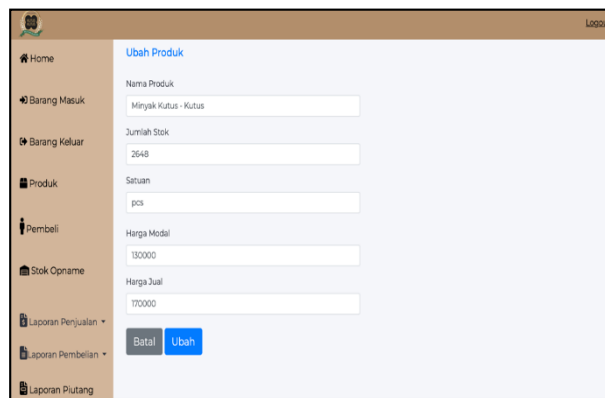 Logou
Home
Barang Masuk
Barang Keluar
Produk
Pembeli
Stok Opname
Laporan Penjualan
Laporan Pembelian
Laporan Piutang
Ubah Produk
Nama Produk
Minyak Kutus - Kutus
Jumlah Stok
2648
Satuan
pcs
Harga Modal
130000
Harga Jual
170000
Batal Ubah